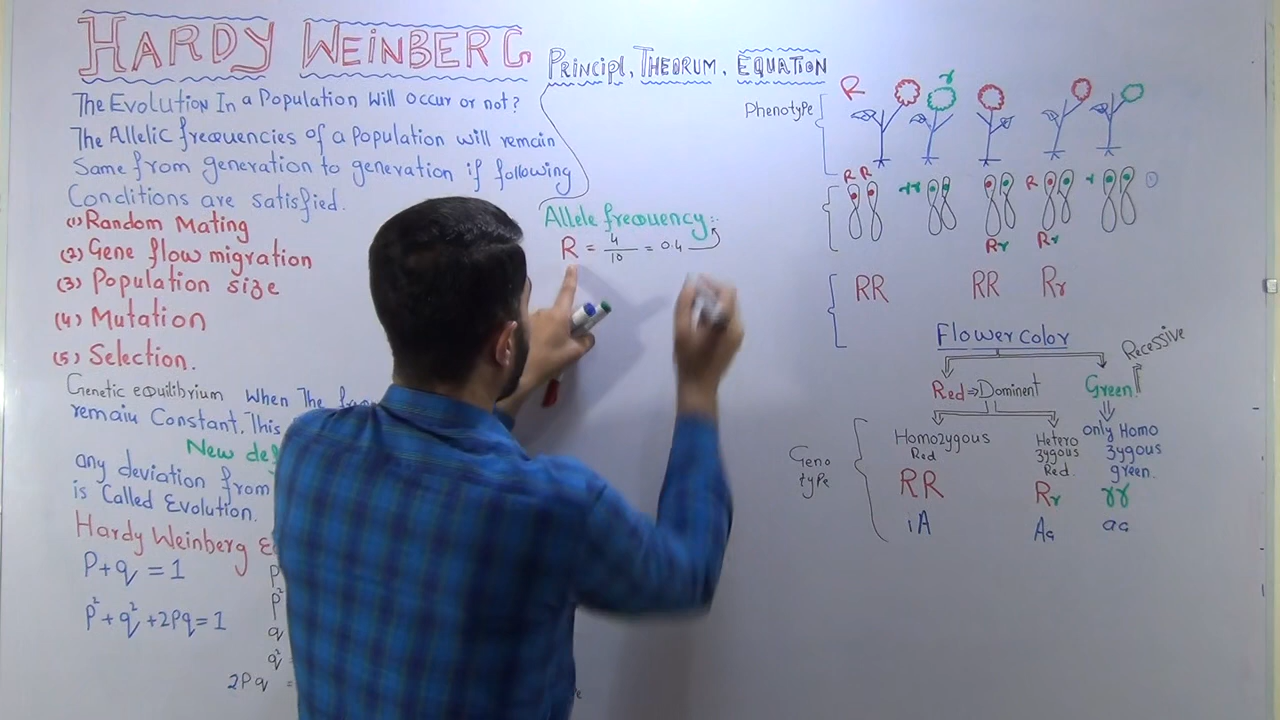 HARDY WEINBERG
PRINCIPL, THEORUM, EQUATION
The Evolution In a Population Will occur or not?
The Allelic frequencies of a Population will remain
Same from generation to generation if following
Conditions are satisfied.
(1) Random Mating
(2) Gene flow migration
(3) Population size
(4) Mutation
(5) Selection.
Genetic equilibrium When The
remain Constant. This
New
any deviation from
is Called Evolution.
Hardy Weinberg
P+q = 1
P²+q²+2Pq=1
P
P²
q
q²
2Pq =
Allele frequency:
R = 4/10 = 0.4
Phenotype
R r
RR rr R r
Rr Rr
RR RR Rr
Flower color
Red ⇒ Dominent Green Recessive
Homozygous Red
Hetero zygous Red.
only Homo zygous green.
Geno type
RR Rr rr
iA Aa aa